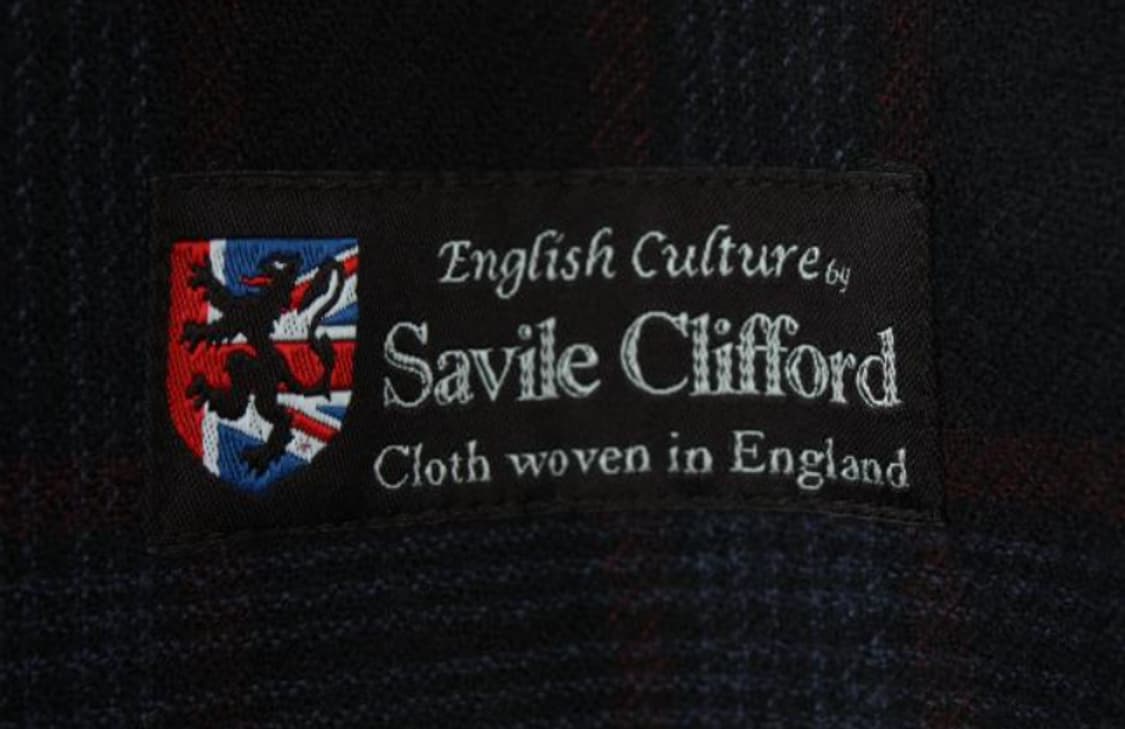 English Culture by
Savile Clifford
Cloth woven in England